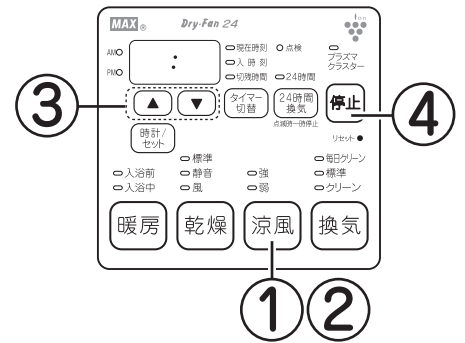 MAX® Dry-Fan 24
ion
AM
PM
:
現在時刻
点検
入時刻
切残時間
24時間
プラズマ
クラスター
③
▲
▼
タイマー
切替
24時間
換気
点滅時一時停止
停止
④
時計/
セット
リセット
標準
毎日クリーン
入浴前
静音
強
標準
入浴中
風
弱
クリーン
暖房
乾燥
涼風
換気
① ②